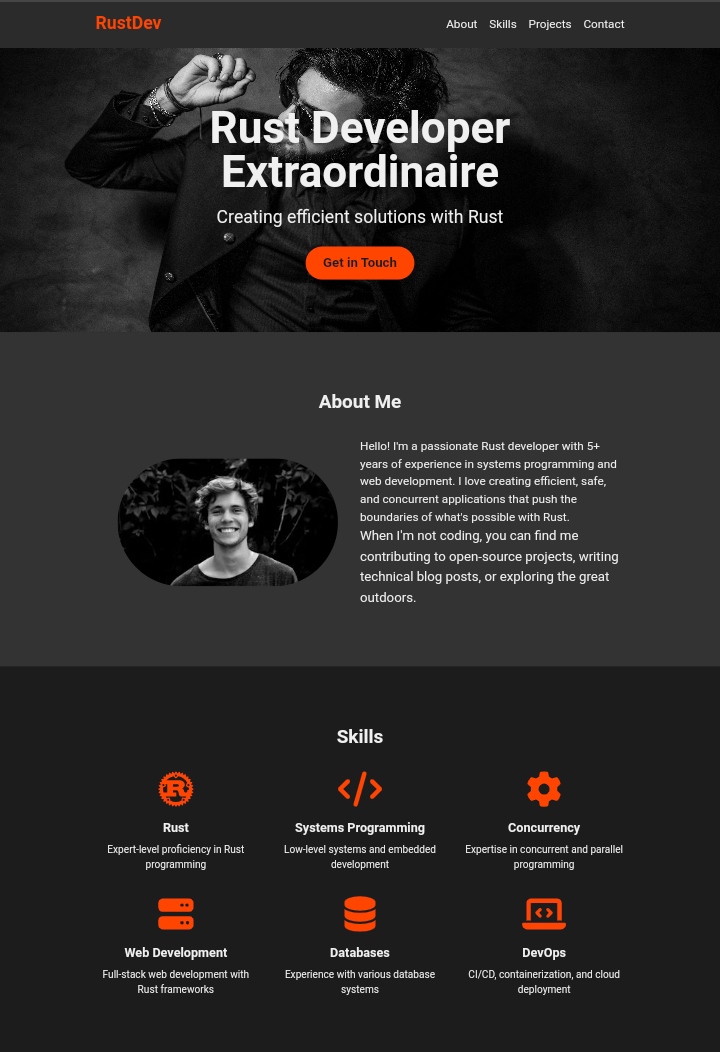 RustDev
About Skills Projects Contact
Rust Developer
Extraordinaire
Creating efficient solutions with Rust
Get in Touch
About Me
Hello! I'm a passionate Rust developer with 5+
years of experience in systems programming and
web development. I love creating efficient, safe,
and concurrent applications that push the
boundaries of what's possible with Rust.
When I'm not coding, you can find me
contributing to open-source projects, writing
technical blog posts, or exploring the great
outdoors.
Skills
Rust
Expert-level proficiency in Rust
programming
Systems Programming
Low-level systems and embedded
development
Concurrency
Expertise in concurrent and parallel
programming
Web Development
Full-stack web development with
Rust frameworks
Databases
Experience with various database
systems
DevOps
CI/CD, containerization, and cloud
deployment